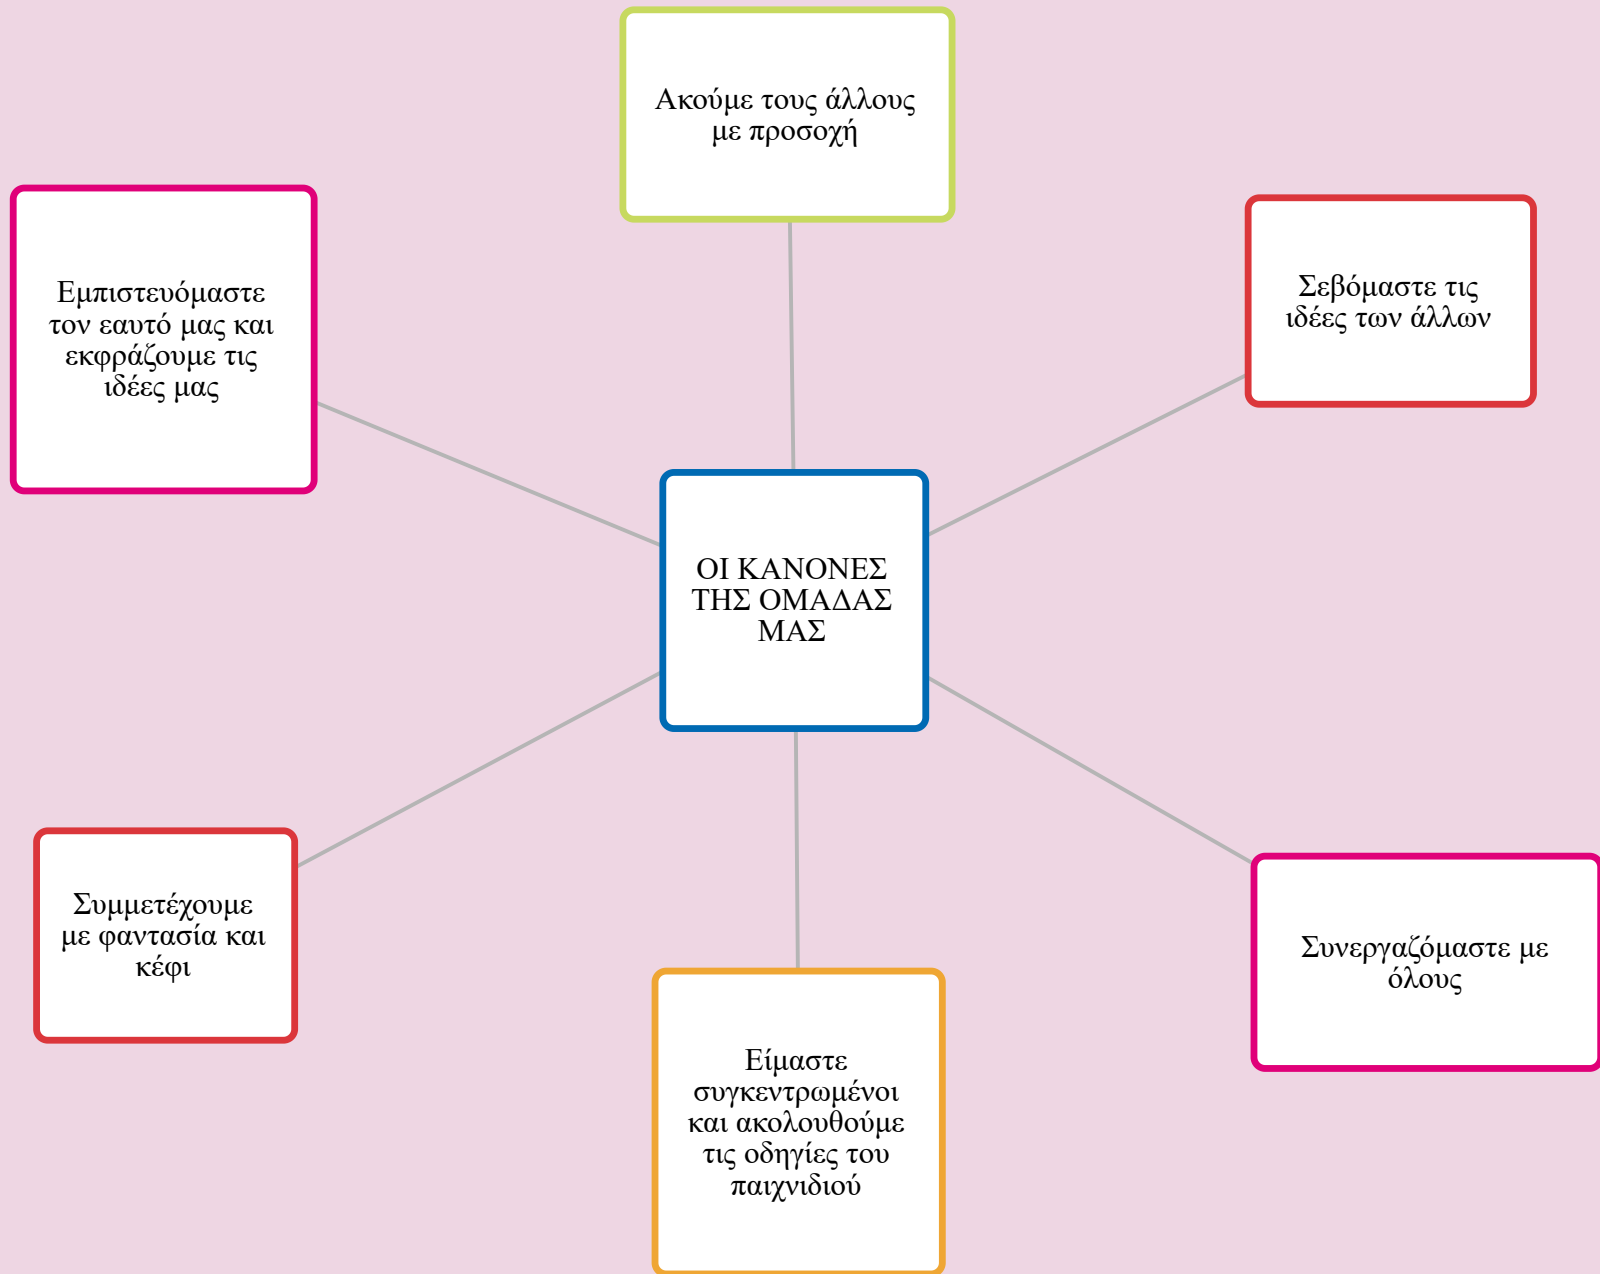 Ακούμε τους άλλους
με προσοχή
Εμπιστευόμαστε
τον εαυτό μας και
εκφράζουμε τις
ιδέες μας
Σεβόμαστε τις
ιδέες των άλλων
ΟΙ ΚΑΝΟΝΕΣ
ΤΗΣ ΟΜΑΔΑΣ
ΜΑΣ
Συμμετέχουμε
με φαντασία και
κέφι
Συνεργαζόμαστε με
όλους
Είμαστε
συγκεντρωμένοι
και ακολουθούμε
τις οδηγίες του
παιχνιδιού